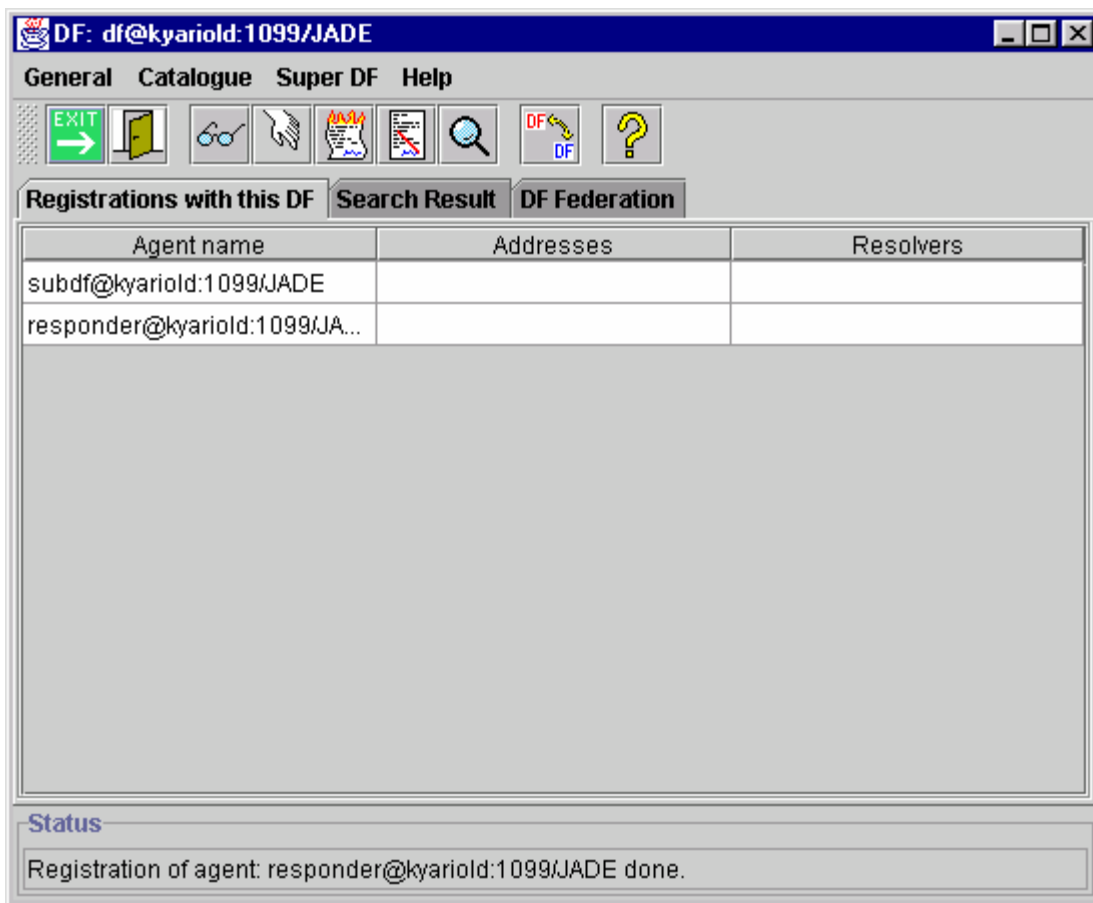 DF: df@kyariold:1099/JADE
General Catalogue Super DF Help
EXIT DF DF
Registrations with this DF Search Result DF Federation
Agent name Addresses Resolvers
subdf@kyariold:1099/JADE
responder@kyariold:1099/JA...
Status
Registration of agent: responder@kyariold:1099/JADE done.